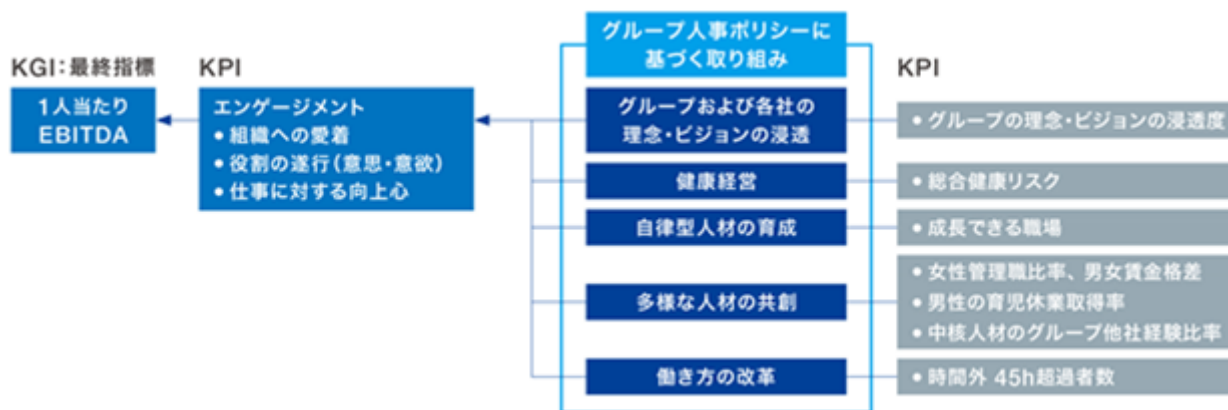 KGI：最終指標
1人当たり
EBITDA
KPI
エンゲージメント
● 組織への愛着
● 役割の遂行（意思・意欲）
● 仕事に対する向上心
グループ人事ポリシーに
基づく取り組み
グループおよび各社の
理念・ビジョンの浸透
健康経営
自律型人材の育成
多様な人材の共創
働き方の改革
KPI
● グループの理念・ビジョンの浸透度
● 総合健康リスク
● 成長できる職場
● 女性管理職比率、男女賃金格差
● 男性の育児休業取得率
● 中核人材のグループ他社経験比率
● 時間外 45h超過者数